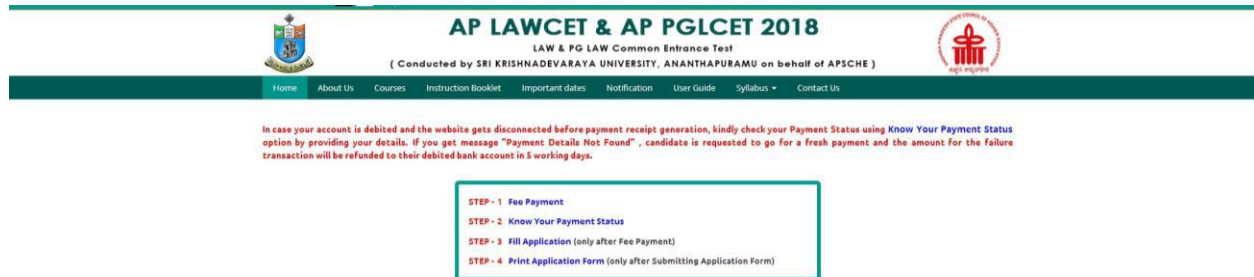 AP LAWCET & AP PGLCET 2018
LAW & PG LAW Common Entrance Test
( Conducted by SRI KRISHNADEVARAYA UNIVERSITY, ANANTHAPURAMU on behalf of APSCHE )
Home About Us Courses Instruction Booklet Important dates Notification User Guide Syllabus Contact Us
In case your account is debited and the website gets disconnected before payment receipt generation, kindly check your Payment Status using Know Your Payment Status
option by providing your details. If you get message "Payment Details Not Found" , candidate is requested to go for a fresh payment and the amount for the failure
transaction will be refunded to their debited bank account in 5 working days.
STEP - 1 Fee Payment
STEP - 2 Know Your Payment Status
STEP - 3 Fill Application (only after Fee Payment)
STEP - 4 Print Application Form (only after Submitting Application Form)